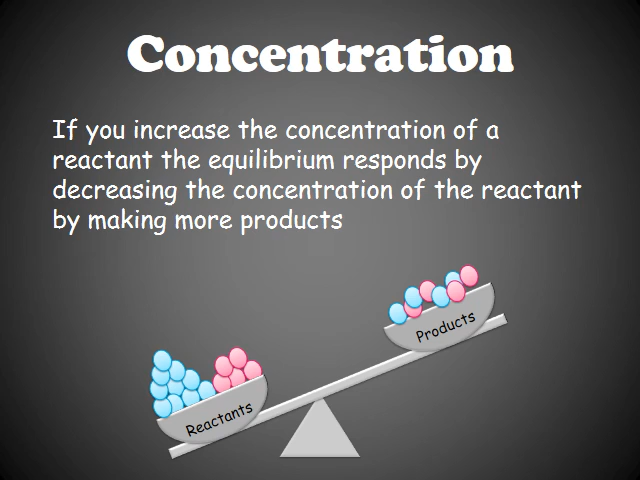 Concentration
If you increase the concentration of a
reactant the equilibrium responds by
decreasing the concentration of the reactant
by making more products
Products
Reactants